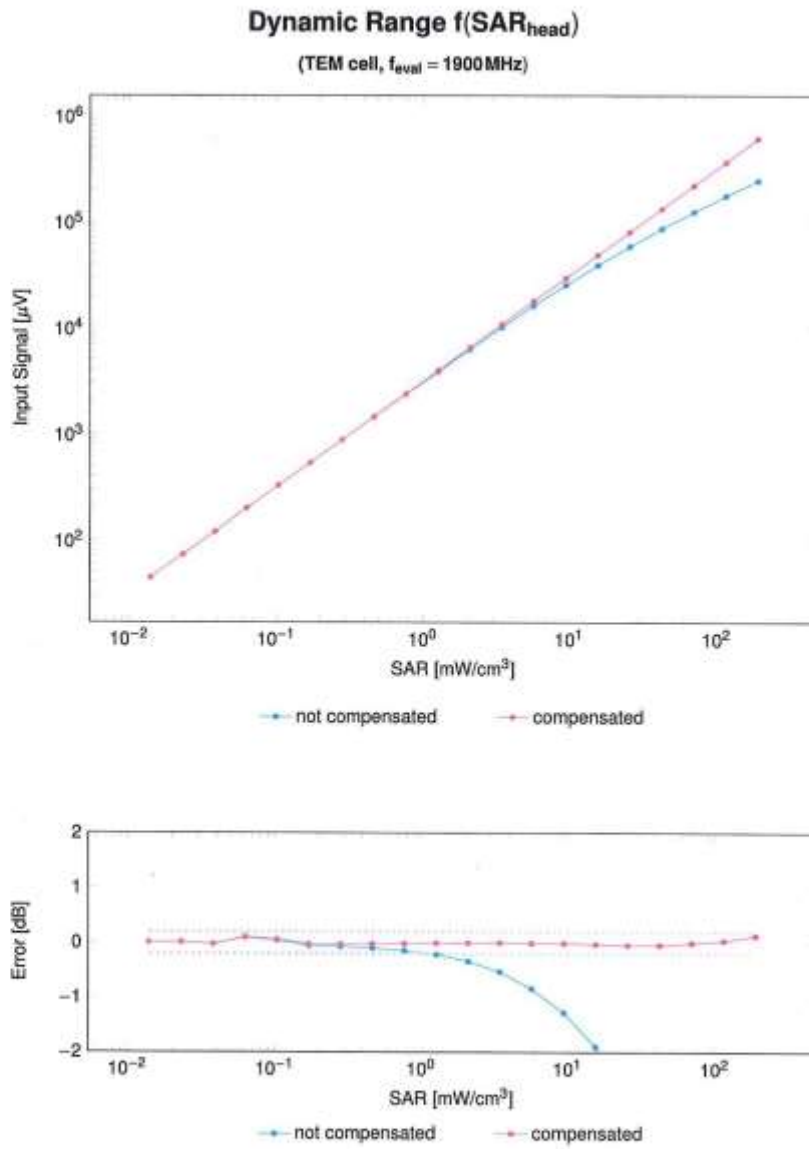 Dynamic Range f(SARhead)
(TEM cell, feval = 1900 MHz)
10⁶
10⁵
10⁴
10³
10²
Input Signal [µV]
10⁻² 10⁻¹ 10⁰ 10¹ 10²
SAR [mW/cm³]
not compensated compensated
2
1
0
−1
−2
Error [dB]
10⁻² 10⁻¹ 10⁰ 10¹ 10²
SAR [mW/cm³]
not compensated compensated